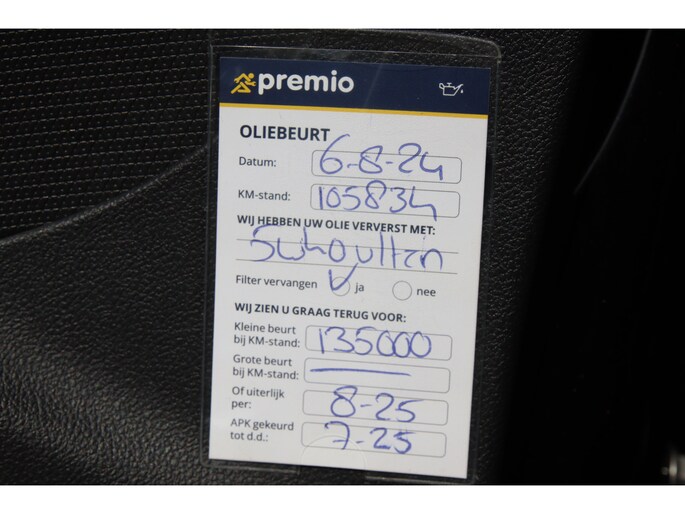 premio
OLIEBEURT
Datum: 6-8-24
KM-stand: 105834
WIJ HEBBEN UW OLIE VERVERST MET:
Filter vervangen ja nee
WIJ ZIEN U GRAAG TERUG VOOR:
Kleine beurt
bij KM-stand: 135000
Grote beurt
bij KM-stand:
Of uiterlijk
per: 8-25
APK gekeurd
tot d.d.: 7-25